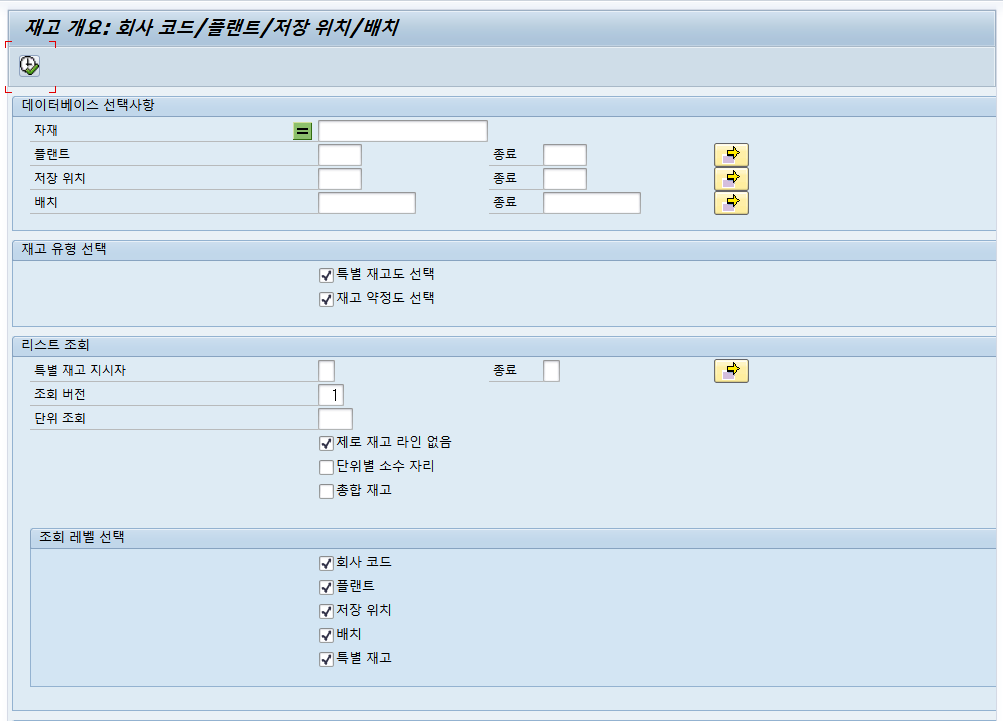 재고 개요: 회사 코드/플랜트/저장 위치/배치
데이터베이스 선택사항
자재
플랜트 종료
저장 위치 종료
배치 종료
재고 유형 선택
특별 재고도 선택
재고 약정도 선택
리스트 조회
특별 재고 지시자 종료
조회 버전 1
단위 조회
제로 재고 라인 없음
단위별 소수 자리
총합 재고
조회 레벨 선택
회사 코드
플랜트
저장 위치
배치
특별 재고